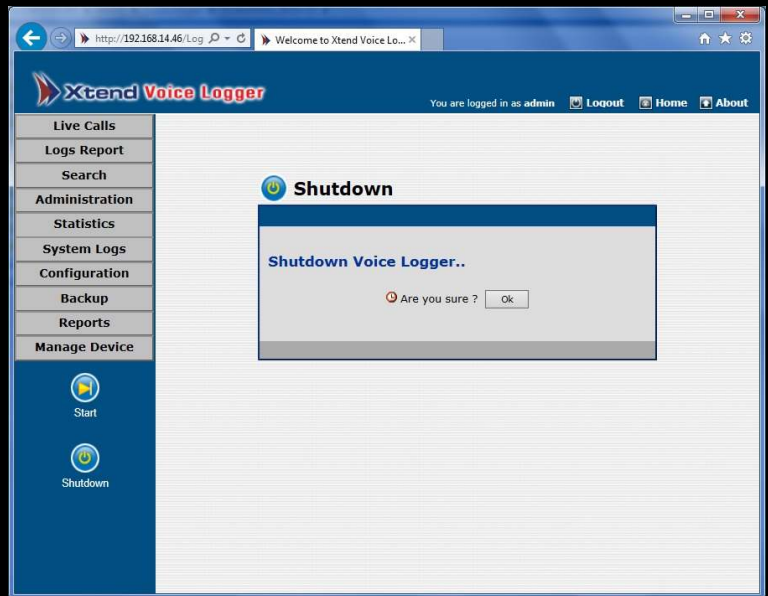 http://192.168.14.46/Log
Welcome to Xtend Voice Lo...
Xtend Voice Logger
You are logged in as admin Logout Home About
Live Calls
Logs Report
Search
Administration
Statistics
System Logs
Configuration
Backup
Reports
Manage Device
Start
Shutdown
Shutdown
Shutdown Voice Logger..
Are you sure ? Ok